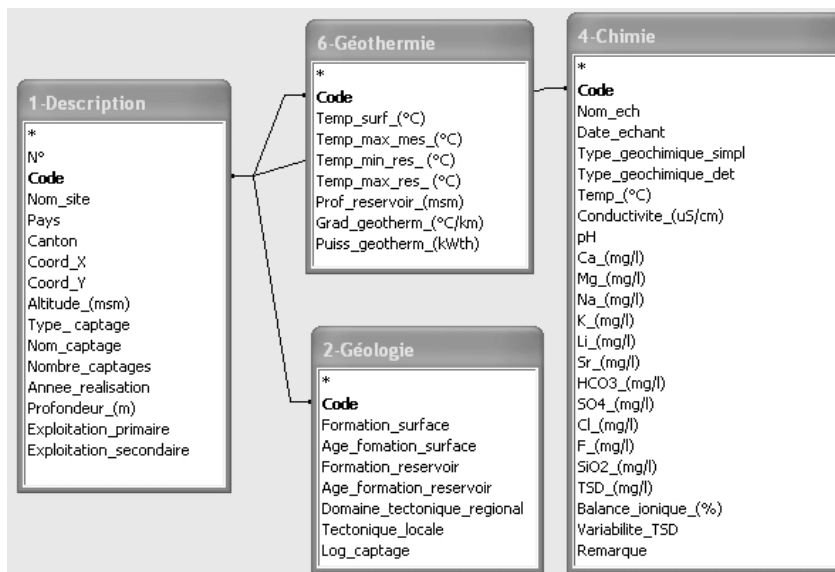 1-Description
*
N°
Code
Nom_site
Pays
Canton
Coord_X
Coord_Y
Altitude_(msm)
Type_ captage
Nom_captage
Nombre_captages
Annee_realisation
Profondeur_(m)
Exploitation_primaire
Exploitation_secondaire
6-Géothermie
*
Code
Temp_surf_(°C)
Temp_max_mes_(°C)
Temp_min_res_ (°C)
Temp_max_res_ (°C)
Prof_reservoir_(msm)
Grad_geotherm_(°C/km)
Puiss_geotherm_(kWth)
2-Géologie
*
Code
Formation_surface
Age_fomation_surface
Formation_reservoir
Age_formation_reservoir
Domaine_tectonique_regional
Tectonique_locale
Log_captage
4-Chimie
*
Code
Nom_ech
Date_echant
Type_geochimique_simpl
Type_geochimique_det
Temp_(°C)
Conductivite_(uS/cm)
pH
Ca_(mg/l)
Mg_(mg/l)
Na_(mg/l)
K_(mg/l)
Li_(mg/l)
Sr_(mg/l)
HCO3_(mg/l)
SO4_(mg/l)
Cl_(mg/l)
F_(mg/l)
SiO2_(mg/l)
TSD_(mg/l)
Balance_ionique_(%)
Variabilite_TSD
Remarque